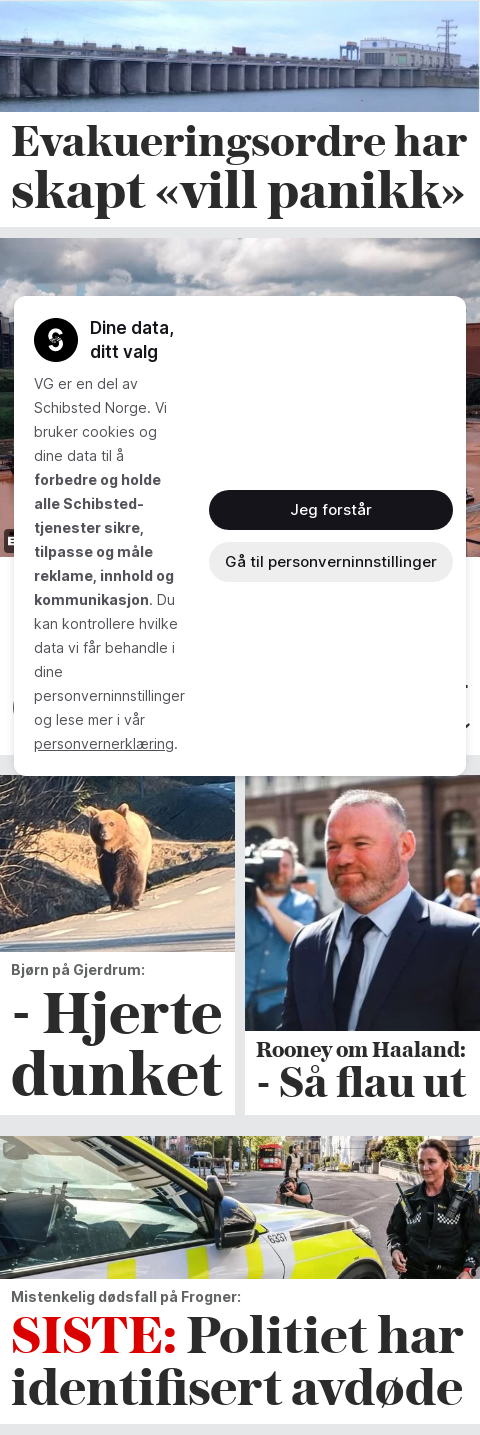 Evakueringsordre har
skapt «vill panikk»
Dine data,
ditt valg
VG er en del av
Schibsted Norge. Vi
bruker cookies og
dine data til å
forbedre og holde
alle Schibsted-
tjenester sikre,
tilpasse og måle
reklame, innhold og
kommunikasjon. Du
kan kontrollere hvilke
data vi får behandle i
dine
personverninnstillinger
og lese mer i vår
personvernerklæring.
Jeg forstår
Gå til personverninnstillinger
Bjørn på Gjerdrum:
- Hjerte
dunket
Rooney om Haaland:
- Så flau ut
6337
Mistenkelig dødsfall på Frogner:
SISTE: Politiet har
identifisert avdøde